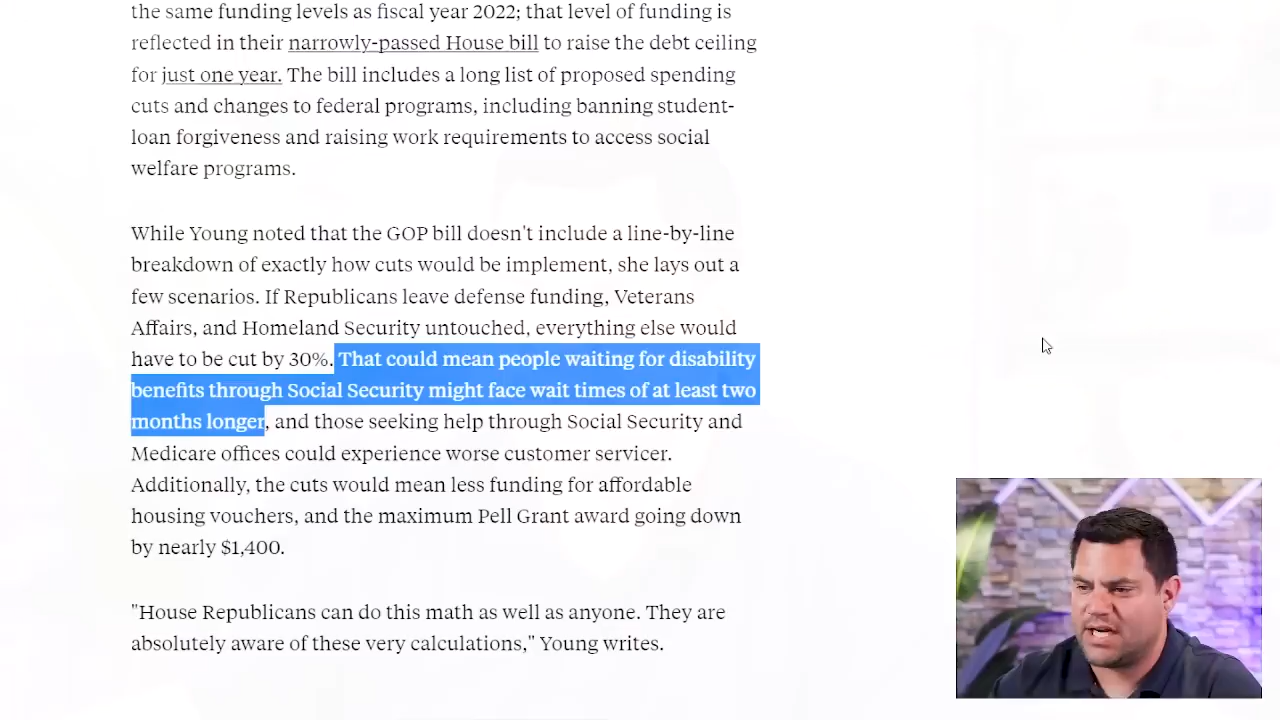 the same funding levels as fiscal year 2022; that level of funding is
reflected in their narrowly-passed House bill to raise the debt ceiling
for just one year. The bill includes a long list of proposed spending
cuts and changes to federal programs, including banning student-
loan forgiveness and raising work requirements to access social
welfare programs.
While Young noted that the GOP bill doesn't include a line-by-line
breakdown of exactly how cuts would be implement, she lays out a
few scenarios. If Republicans leave defense funding, Veterans
Affairs, and Homeland Security untouched, everything else would
have to be cut by 30%. That could mean people waiting for disability
benefits through Social Security might face wait times of at least two
months longer, and those seeking help through Social Security and
Medicare offices could experience worse customer servicer.
Additionally, the cuts would mean less funding for affordable
housing vouchers, and the maximum Pell Grant award going down
by nearly $1,400.
"House Republicans can do this math as well as anyone. They are
absolutely aware of these very calculations," Young writes.